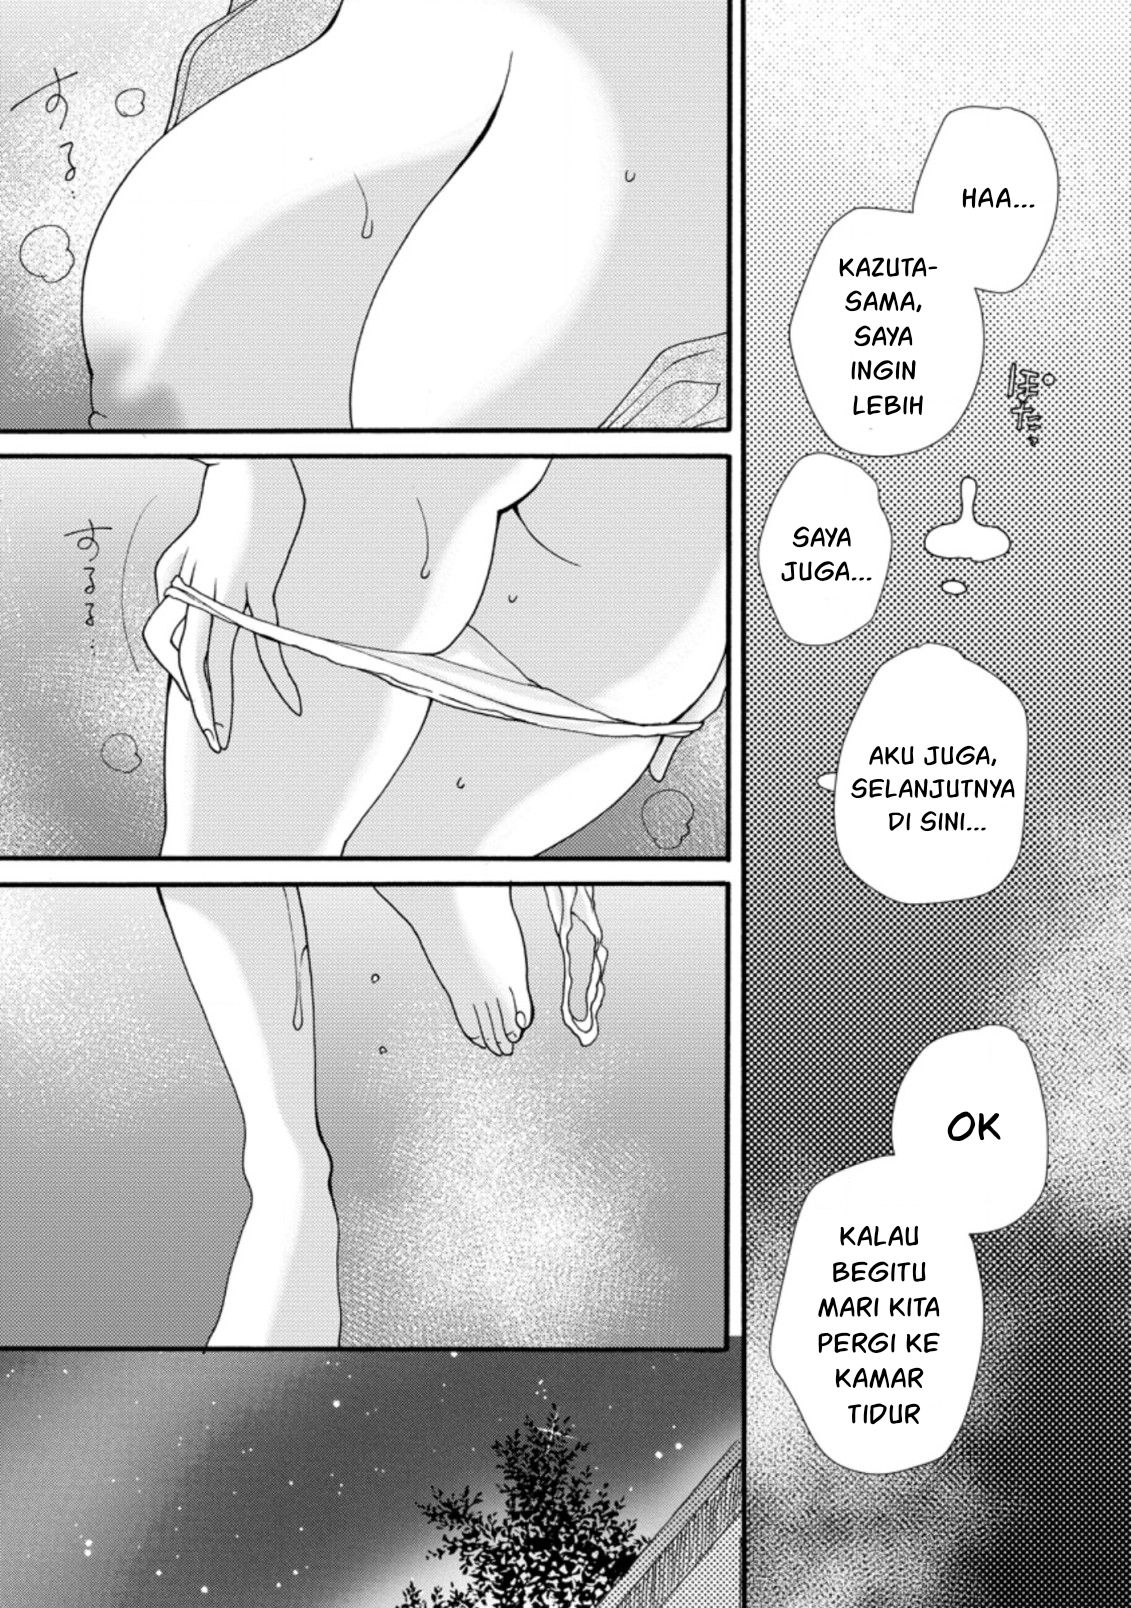 HAA...
KAZUTA-
SAMA,
SAYA
INGIN
LEBIH
SAYA
JUGA...
AKU JUGA,
SELANJUTNYA
DI SINI...
OK
KALAU
BEGITU
MARI KITA
PERGI KE
KAMAR
TIDUR
する…
するる…